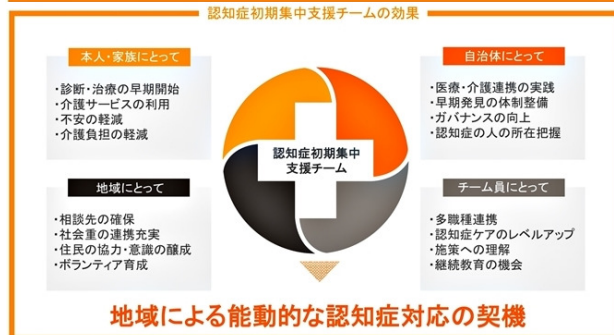 認知症初期集中支援チームの効果
本人・家族にとって
・診断・治療の早期開始
・介護サービスの利用
・不安の軽減
・介護負担の軽減
自治体にとって
・医療・介護連携の実践
・早期発見の体制整備
・ガバナンスの向上
・認知症の人の所在把握
認知症初期集中
支援チーム
地域にとって
・相談先の確保
・社会重の連携充実
・住民の協力・意識の醸成
・ボランティア育成
チーム員にとって
・多職種連携
・認知症ケアのレベルアップ
・施策への理解
・継続教育の機会
地域による能動的な認知症対応の契機